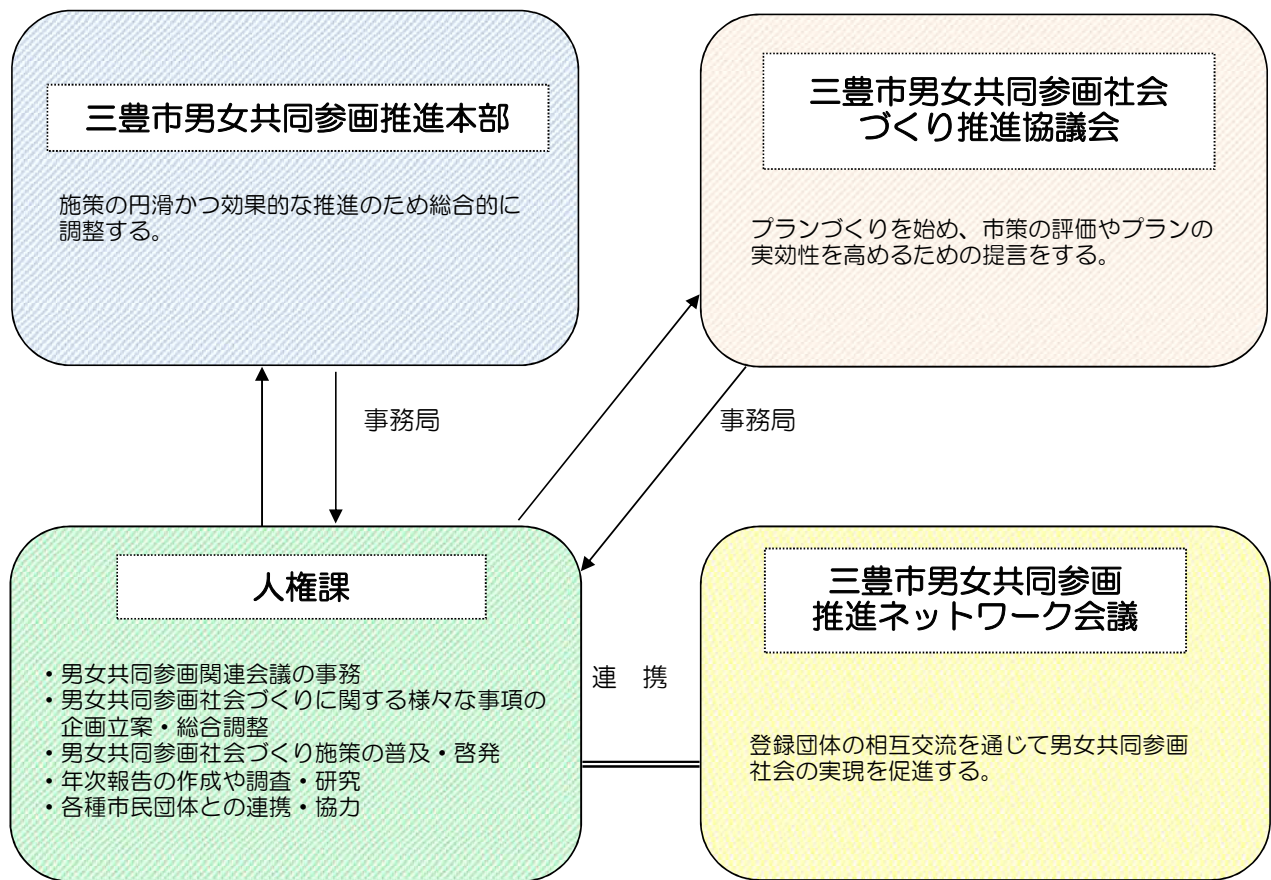 三豊市男女共同参画推進本部
施策の円滑かつ効果的な推進のため総合的に
調整する。
三豊市男女共同参画社会
づくり推進協議会
プランづくりを始め、市策の評価やプランの
実効性を高めるための提言をする。
事務局
事務局
人権課
・男女共同参画関連会議の事務
・男女共同参画社会づくりに関する様々な事項の
企画立案・総合調整
・男女共同参画社会づくり施策の普及・啓発
・年次報告の作成や調査・研究
・各種市民団体との連携・協力
連　携
三豊市男女共同参画
推進ネットワーク会議
登録団体の相互交流を通じて男女共同参画
社会の実現を促進する。